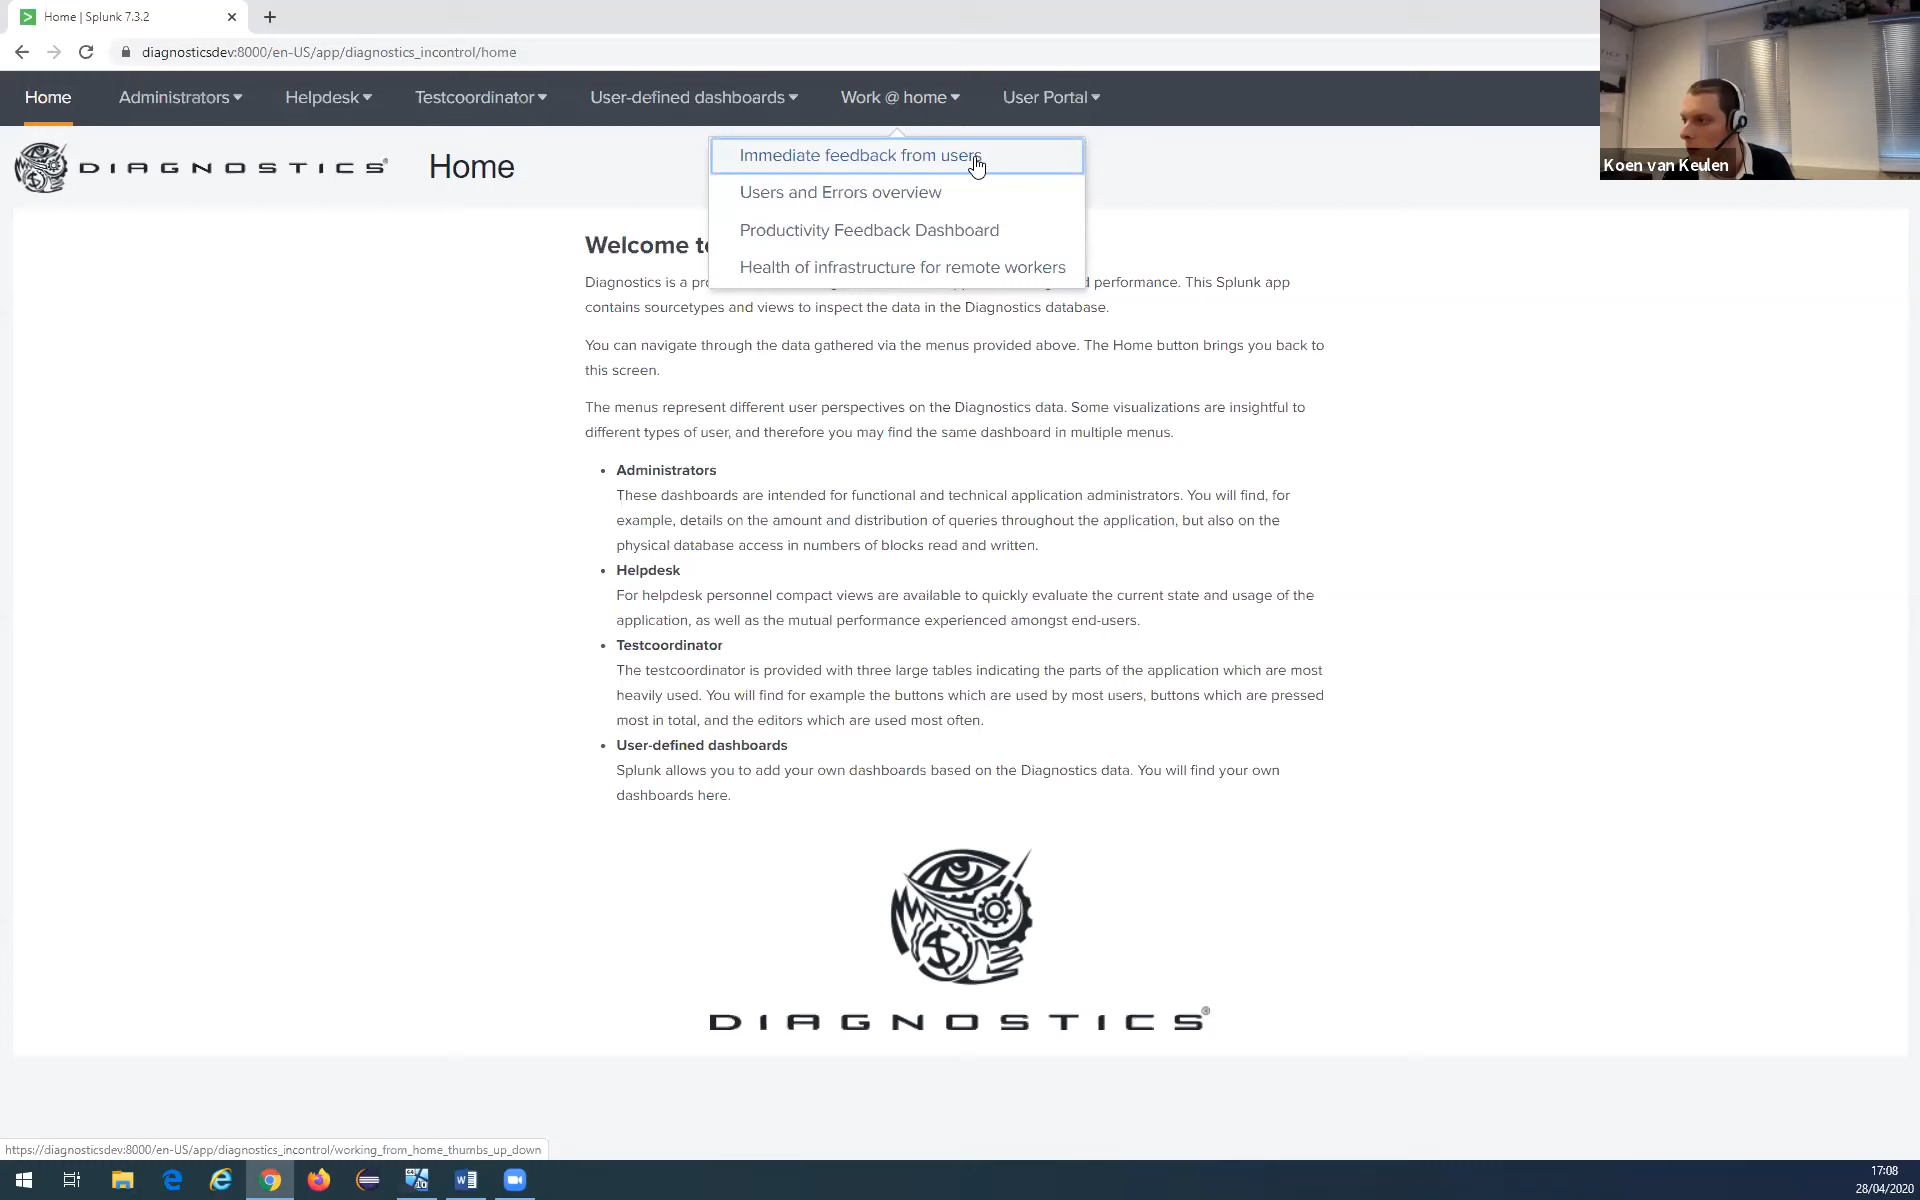 Home | Splunk 7.3.2
diagnosticsdev:8000/en-US/app/diagnostics_incontrol/home
Home Administrators Helpdesk Testcoordinator User-defined dashboards Work @ home User Portal
Koen van Keulen
DIAGNOSTICS® Home
Immediate feedback from users
Users and Errors overview
Productivity Feedback Dashboard
Health of infrastructure for remote workers
Welcome
Diagnostics is a performance. This Splunk app
contains sourcetypes and views to inspect the data in the Diagnostics database.
You can navigate through the data gathered via the menus provided above. The Home button brings you back to
this screen.
The menus represent different user perspectives on the Diagnostics data. Some visualizations are insightful to
different types of user, and therefore you may find the same dashboard in multiple menus.
• Administrators
These dashboards are intended for functional and technical application administrators. You will find, for
example, details on the amount and distribution of queries throughout the application, but also on the
physical database access in numbers of blocks read and written.
• Helpdesk
For helpdesk personnel compact views are available to quickly evaluate the current state and usage of the
application, as well as the mutual performance experienced amongst end-users.
• Testcoordinator
The testcoordinator is provided with three large tables indicating the parts of the application which are most
heavily used. You will find for example the buttons which are used by most users, buttons which are pressed
most in total, and the editors which are used most often.
• User-defined dashboards
Splunk allows you to add your own dashboards based on the Diagnostics data. You will find your own
dashboards here.
DIAGNOSTICS®
https://diagnosticsdev:8000/en-US/app/diagnostics_incontrol/working_from_home_thumbs_up_down
17:08
28/04/2020